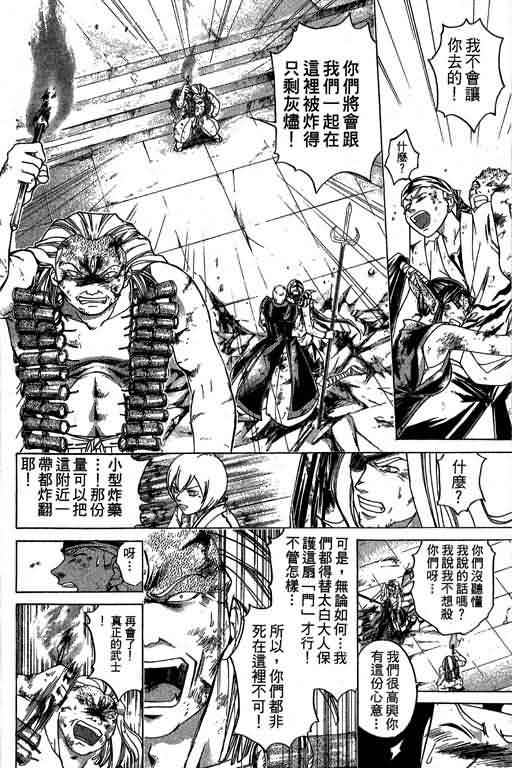 我不會讓
你去的！
什麼？
你們將會跟
我們一起在
這裡被炸得
只剩灰燼！
什麼？
小型炸藥
…！那份
量可以把
這附近一
帶都炸翻
耶！
你們沒聽懂
我說的話嗎？
我說我不想殺
你們呀…
我們很高興你
有這份心意…
可是，無論如何…我
們都得替太白大人保
護這扇『門』才行！
不管怎樣…
所以，你們都非
死在這裡不可！
呀…
再會了！
真正的武士
！